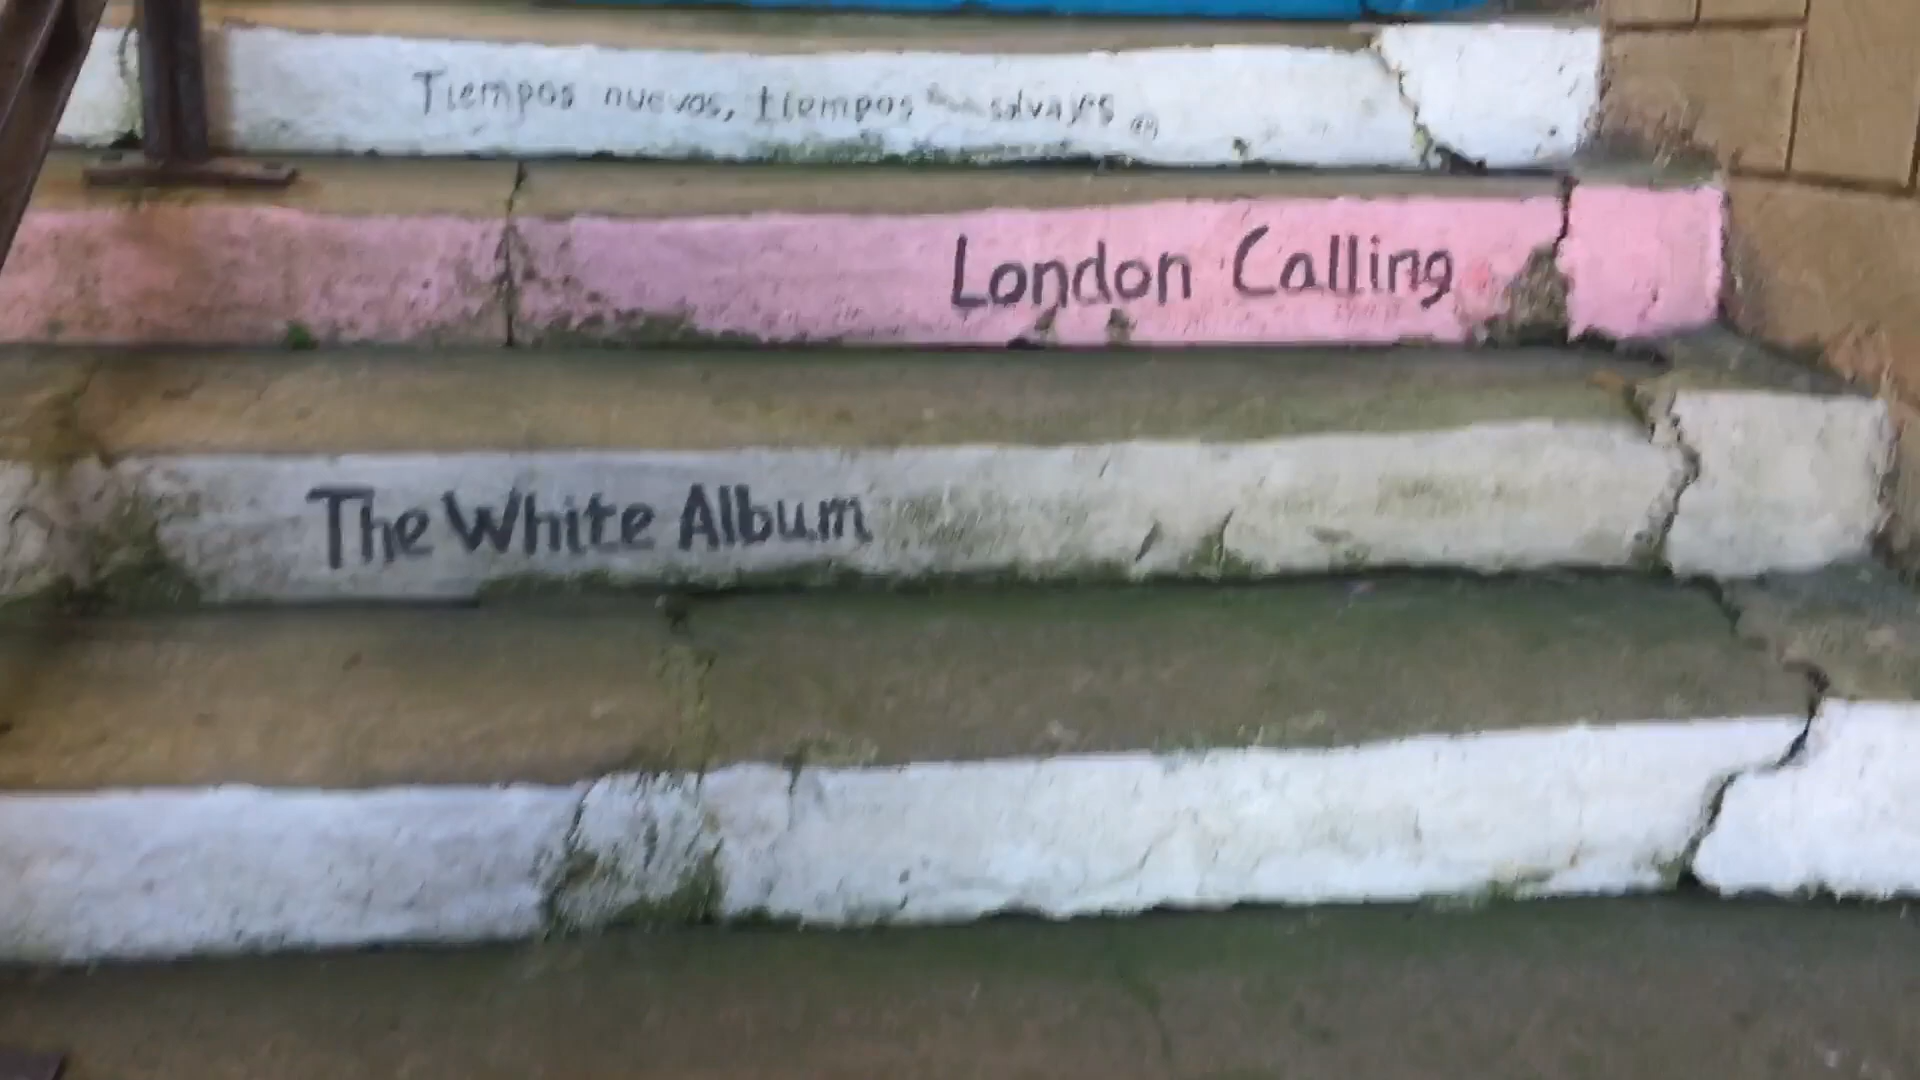 Tiempos nuevos, tiempos salvajes
London Calling
The White Album